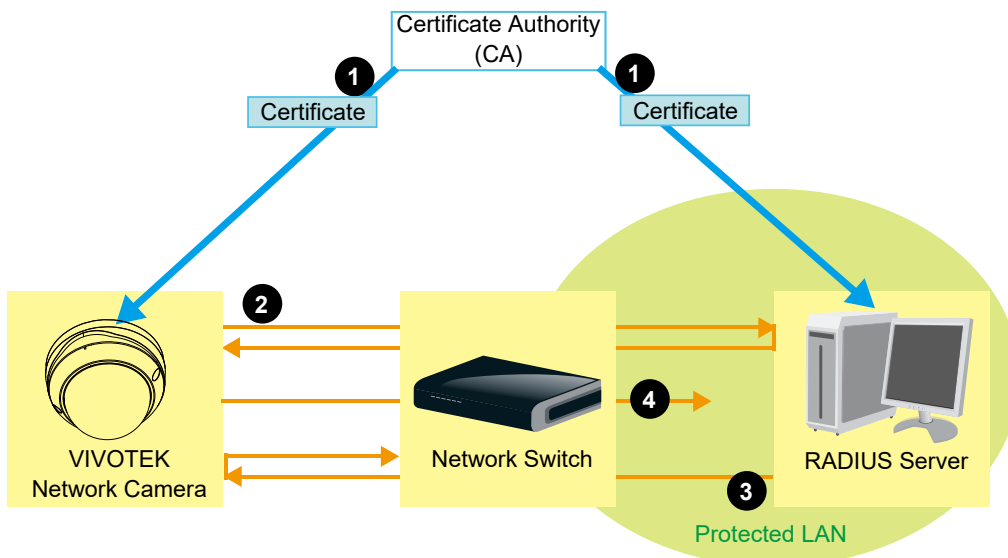 Certificate Authority
(CA)
1
1
Certificate
Certificate
2
4
VIVOTEK
Network Camera
Network Switch
RADIUS Server
3
Protected LAN